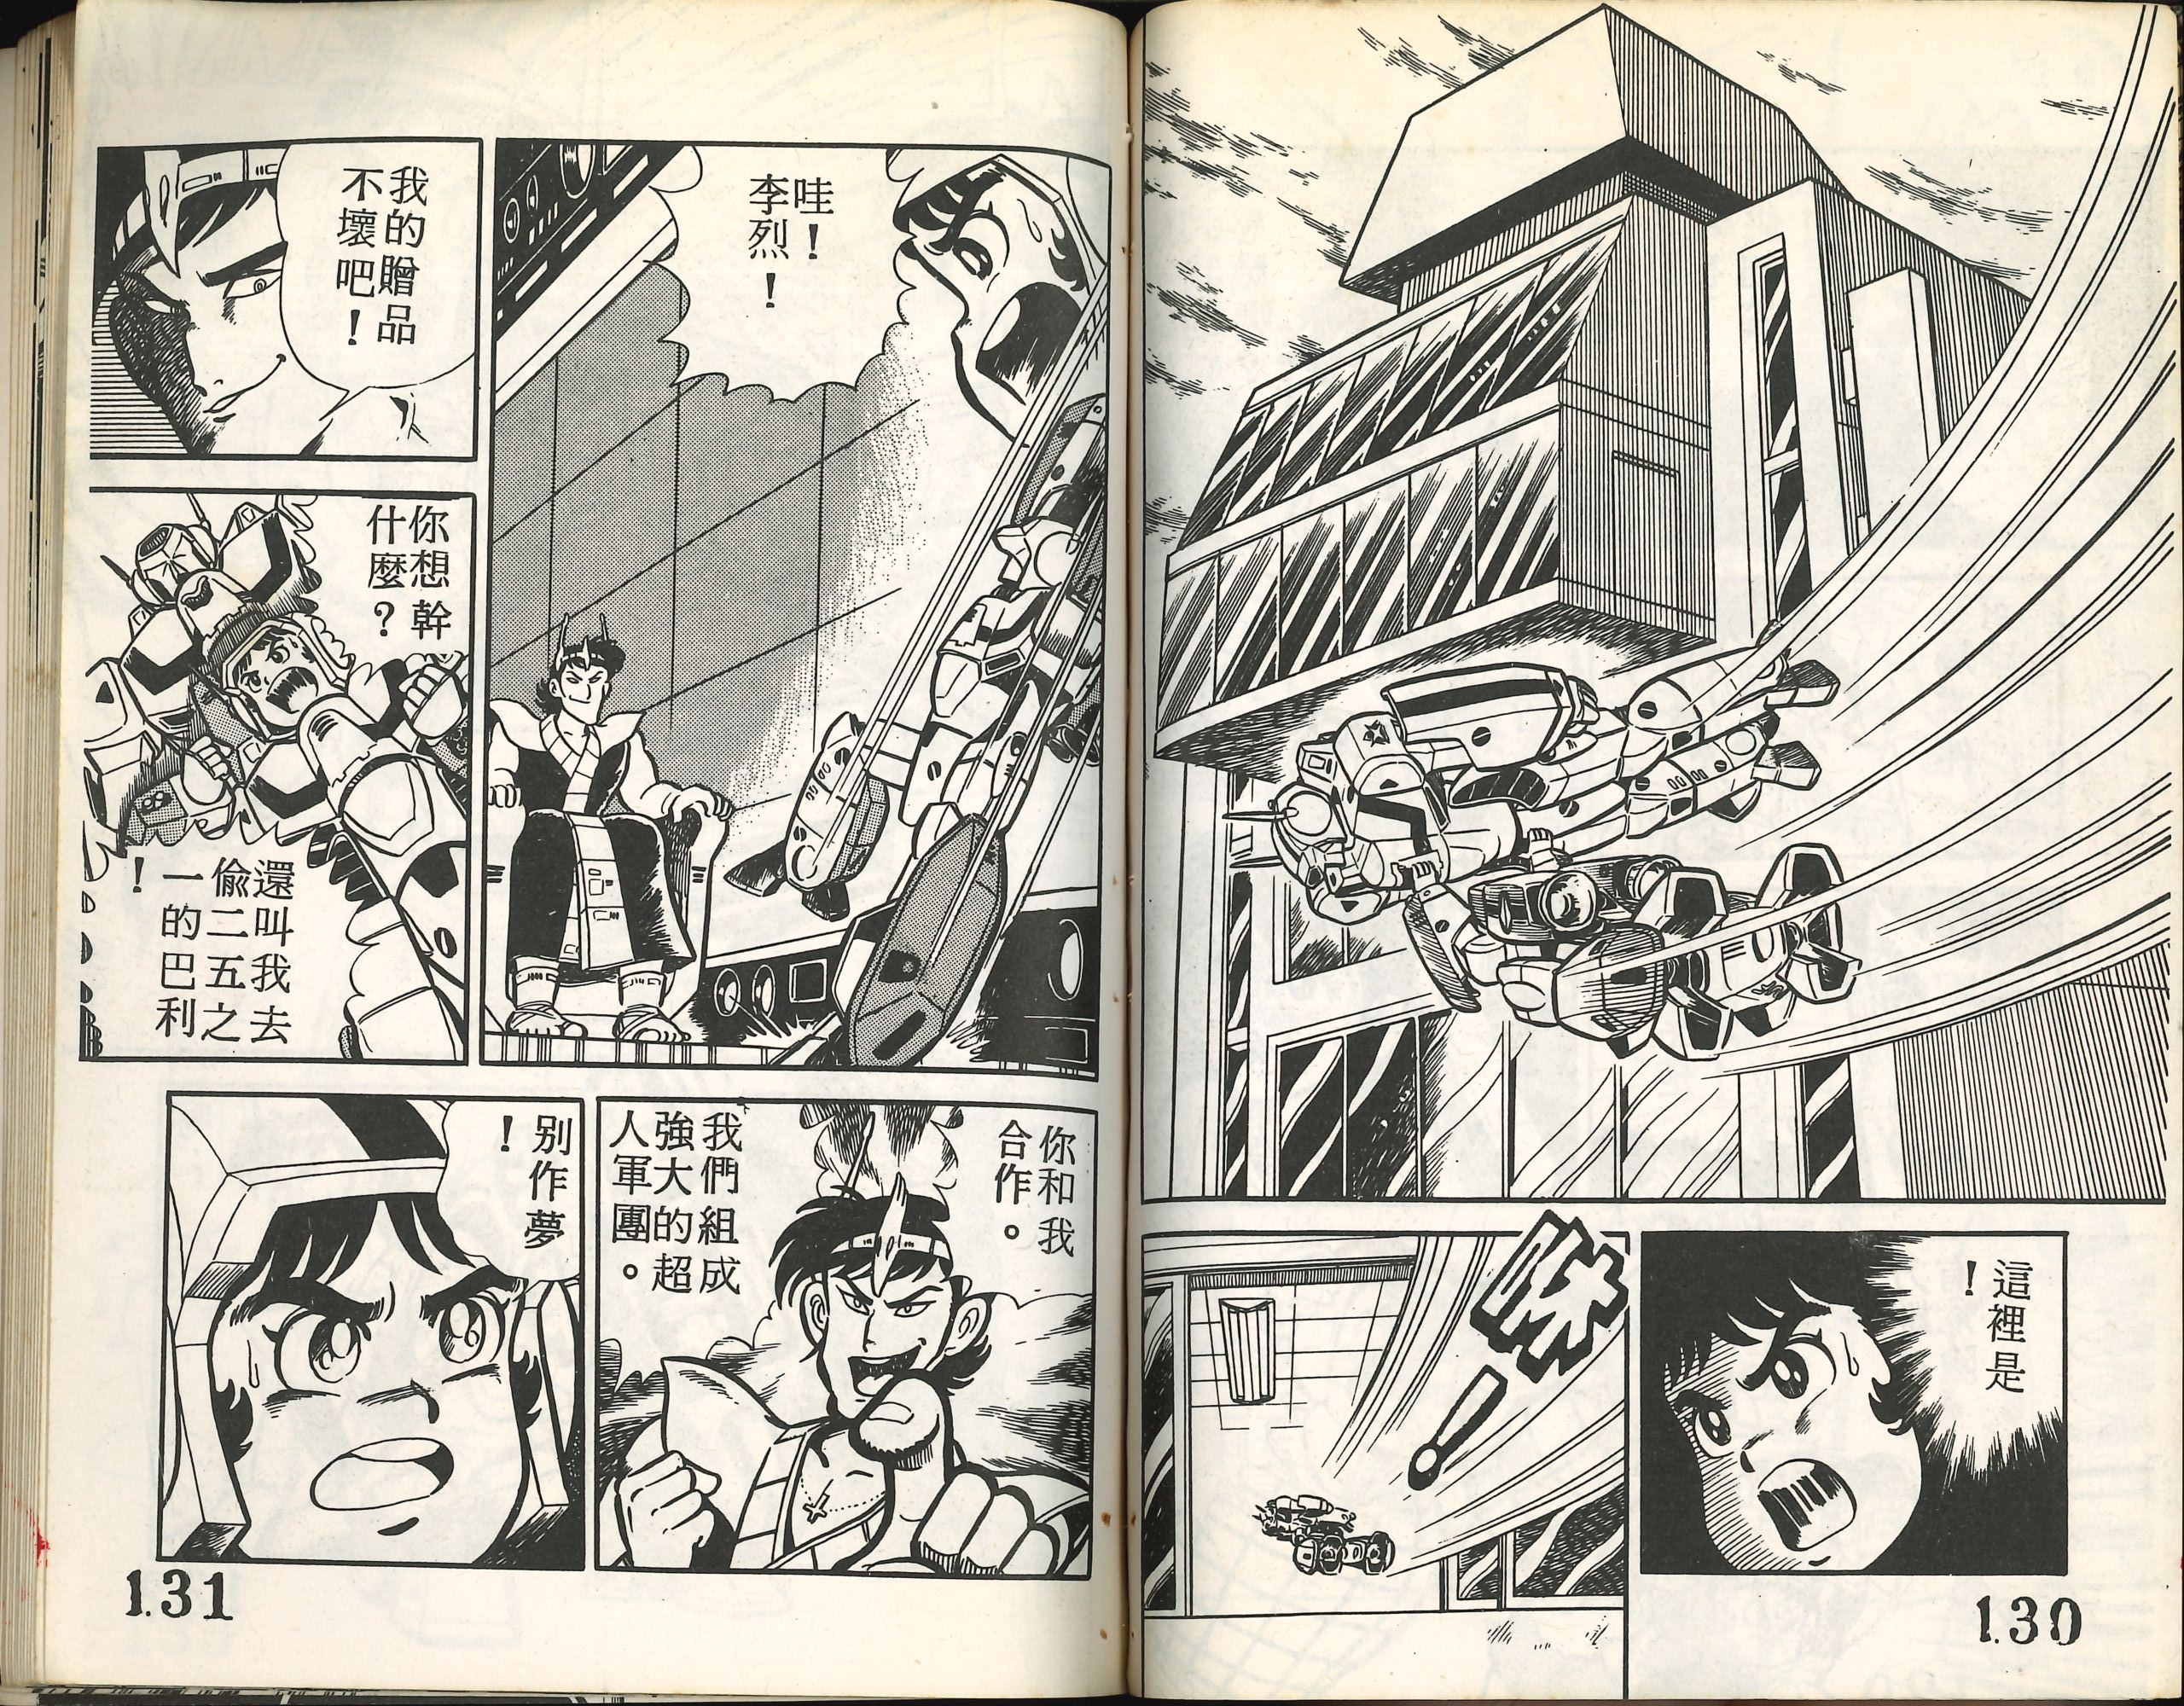 這裡是
！
咻
！
130
哇！
李烈！
我的贈品
不壞吧！
你想幹
什麼？
還叫我去
偷二五之
一的巴利
！
你和我
合作。
我們組成
強大的超
人軍團。
別作夢
！
131